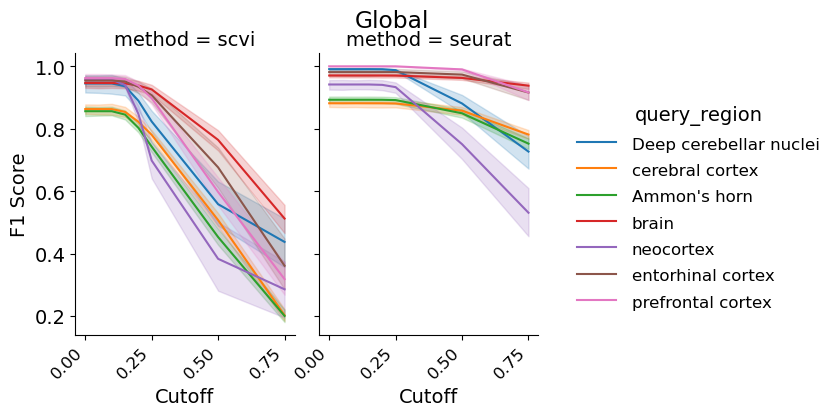 Global
method = scvi
method = seurat
F1 Score
1.0
0.8
0.6
0.4
0.2
0.00
0.25
0.50
0.75
0.00
0.25
0.50
0.75
Cutoff
Cutoff
query_region
Deep cerebellar nuclei
cerebral cortex
Ammon's horn
brain
neocortex
entorhinal cortex
prefrontal cortex